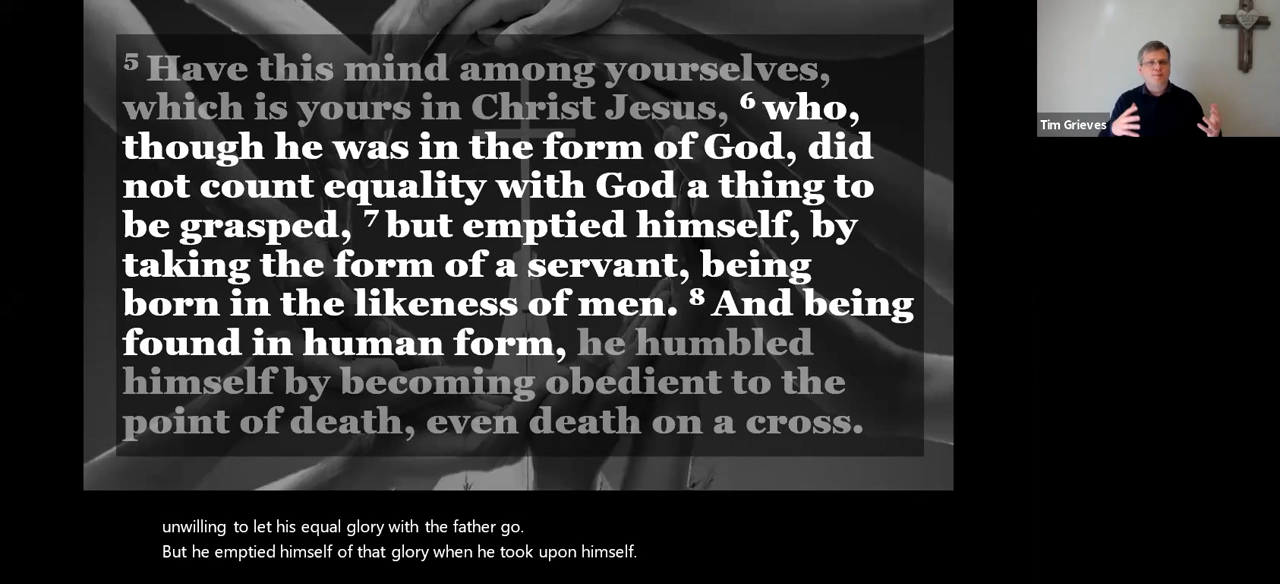 ⁵ Have this mind among yourselves,
which is yours in Christ Jesus, ⁶ who,
though he was in the form of God, did
not count equality with God a thing to
be grasped, ⁷ but emptied himself, by
taking the form of a servant, being
born in the likeness of men. ⁸ And being
found in human form, he humbled
himself by becoming obedient to the
point of death, even death on a cross.
Tim Grieves
unwilling to let his equal glory with the father go.
But he emptied himself of that glory when he took upon himself.